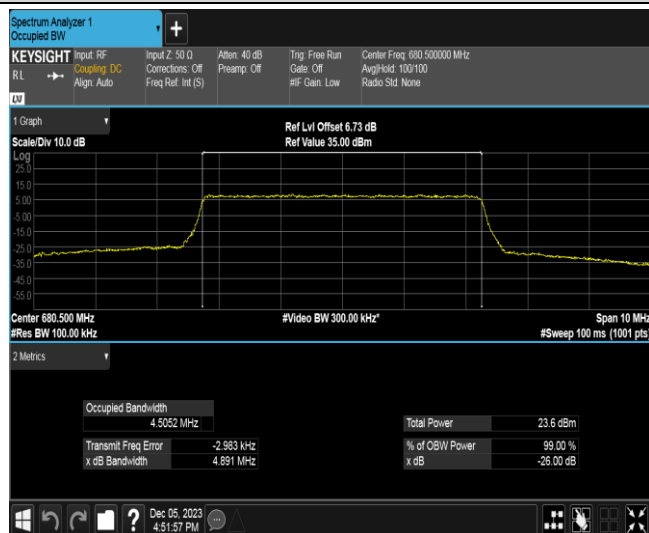 Spectrum Analyzer 1
Occupied BW
+
KEYSIGHT Input: RF Input Z: 50 Ω Atten: 40 dB Trig: Free Run Center Freq: 680.500000 MHz
RL Coupling: DC Corrections: Off Preamp: Off Gate: Off Avg|Hold: 100/100
Align: Auto Freq Ref: Int (S) #IF Gain: Low Radio Std: None
LXI
1 Graph
Ref Lvl Offset 6.73 dB
Scale/Div 10.0 dB Ref Value 35.00 dBm
Log
25.0
15.0
5.00
-5.00
-15.0
-25.0
-35.0
-45.0
-55.0
Center 680.500 MHz #Video BW 300.00 kHz* Span 10 MHz
#Res BW 100.00 kHz #Sweep 100 ms (1001 pts)
2 Metrics
Occupied Bandwidth
4.5052 MHz Total Power 23.6 dBm
Transmit Freq Error -2.983 kHz % of OBW Power 99.00 %
x dB Bandwidth 4.891 MHz x dB -26.00 dB
? Dec 05, 2023
4:51:57 PM